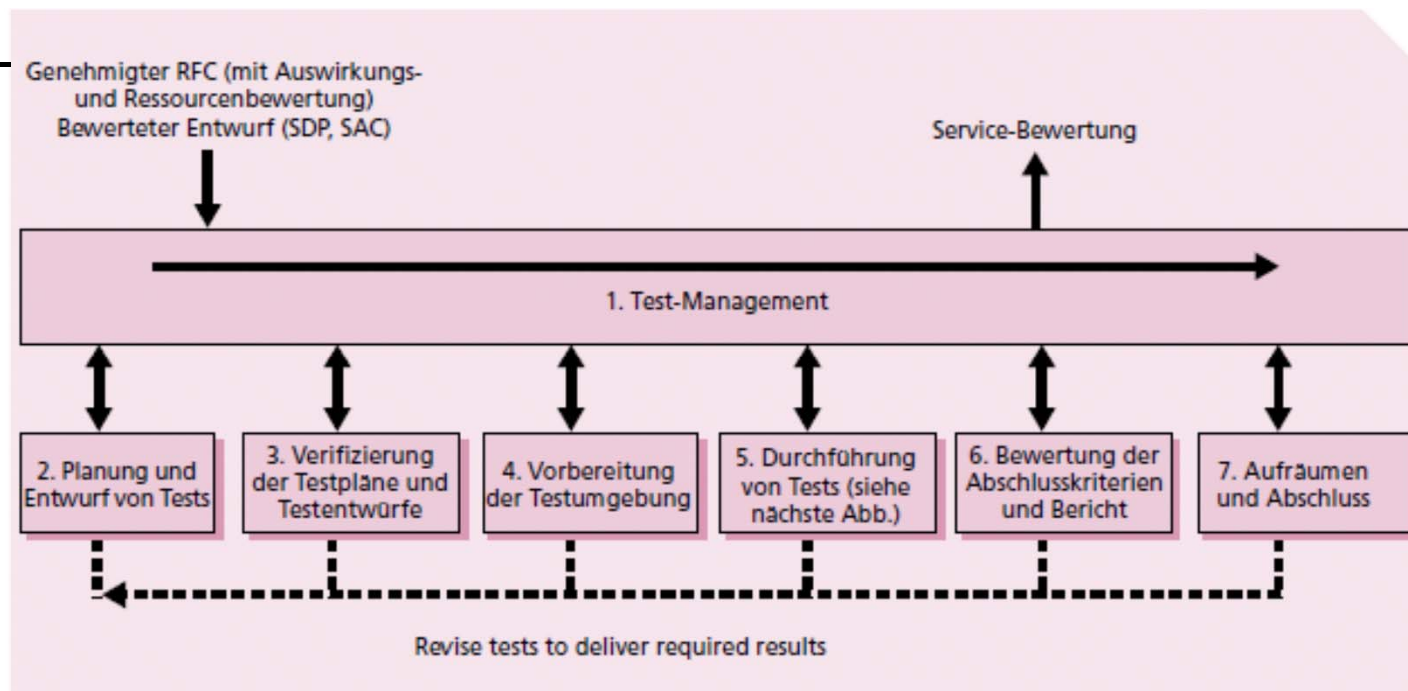 Genehmigter RFC (mit Auswirkungs-
und Ressourcenbewertung)
Bewerteter Entwurf (SDP, SAC)
Service-Bewertung
1. Test-Management
2. Planung und
Entwurf von Tests
3. Verifizierung
der Testpläne und
Testentwürfe
4. Vorbereitung
der Testumgebung
5. Durchführung
von Tests (siehe
nächste Abb.)
6. Bewertung der
Abschlusskriterien
und Bericht
7. Aufräumen
und Abschluss
Revise tests to deliver required results